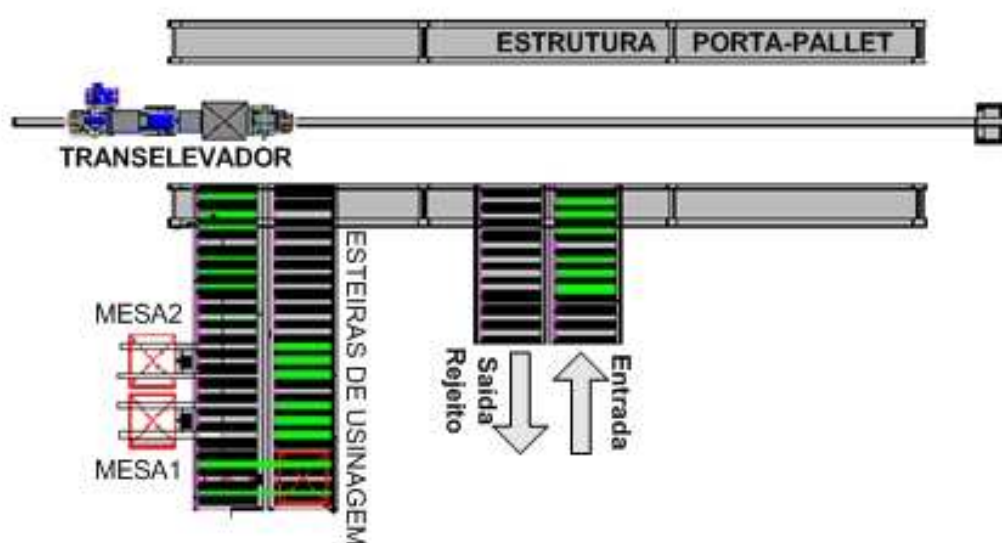 ESTRUTURA PORTA-PALLET
TRANSELEVADOR
MESA2
MESA1
ESTEIRAS DE USINAGEM
Saída
Rejeito
Entrada